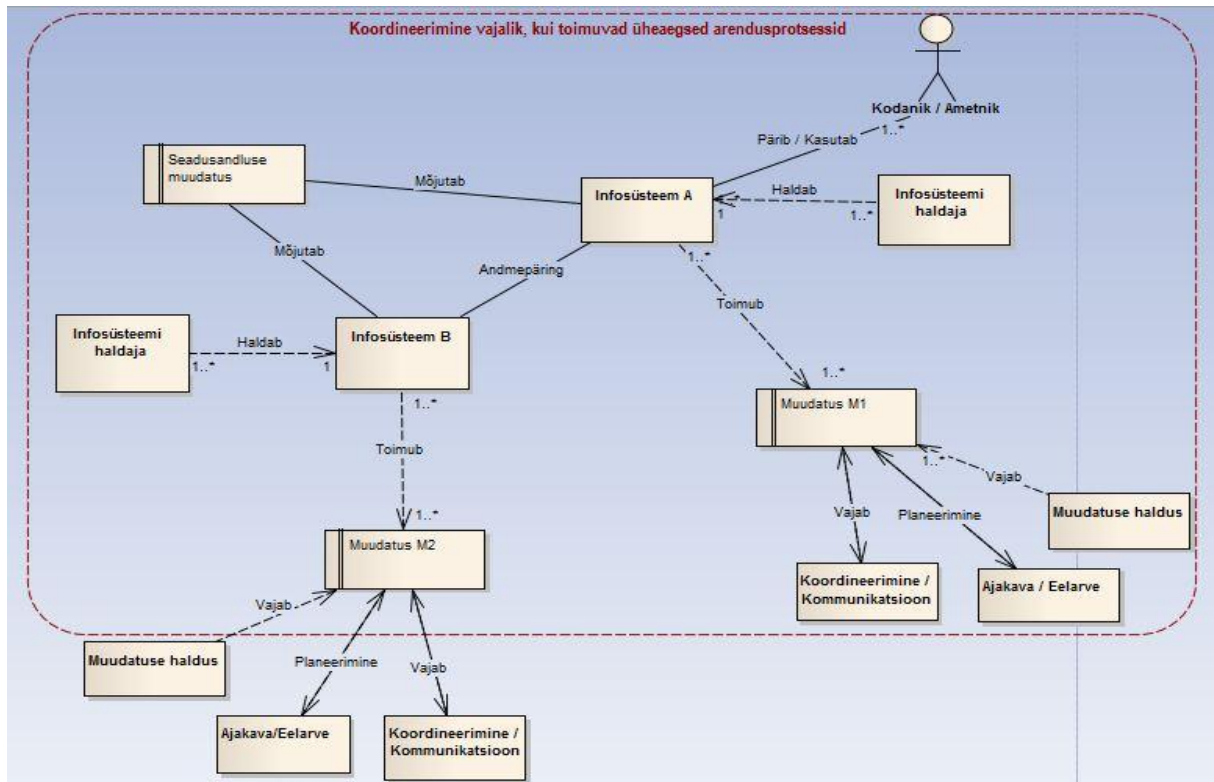 Koordineerimine vajalik, kui toimuvad üheaegsed arendusprotsessid
Kodanik / Ametnik
1..*
Pärib / Kasutab
Seadusandluse
muudatus
Mõjutab
Infosüsteem A
1 ..*
Haldab
1..*
Infosüsteemi
haldaja
1..*
Mõjutab
Andmepäring
Toimub
Infosüsteemi
haldaja
1..*
Haldab
1
Infosüsteem B
1..*
1..*
Muudatus M1
Toimub
1..*
Vajab
Vajab
Planeerimine
Muudatuse haldus
1..*
Muudatus M2
Koordineerimine /
Kommunikatsioon
Ajakava / Eelarve
Vajab
Muudatuse haldus
Planeerimine
Vajab
Ajakava/Eelarve
Koordineerimine /
Kommunikatsioon